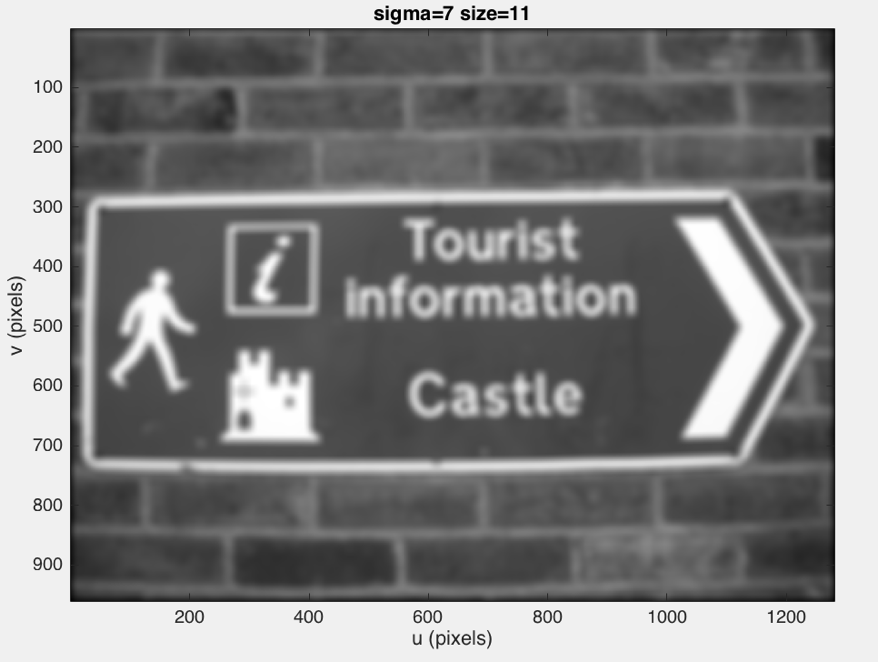 sigma=7 size=11
100
200
300
400
500
600
700
800
900
v (pixels)
Tourist
information
Castle
200
400
600
800
1000
1200
u (pixels)